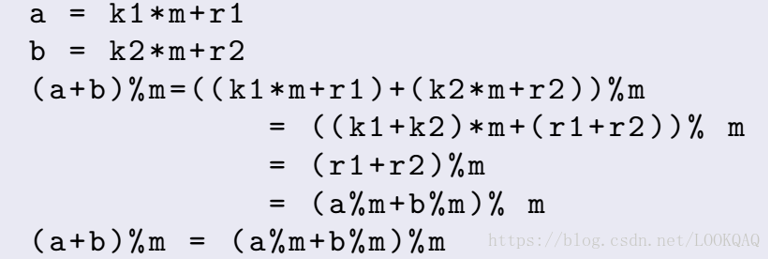 a = k1*m+r1
b = k2*m+r2
(a+b)%m=((k1*m+r1)+(k2*m+r2))%m
= ((k1+k2)*m+(r1+r2))% m
= (r1+r2)%m
= (a%m+b%m)% m
(a+b)%m = (a%m+b%m)%m
https://blog.csdn.net/LOOKQAQ